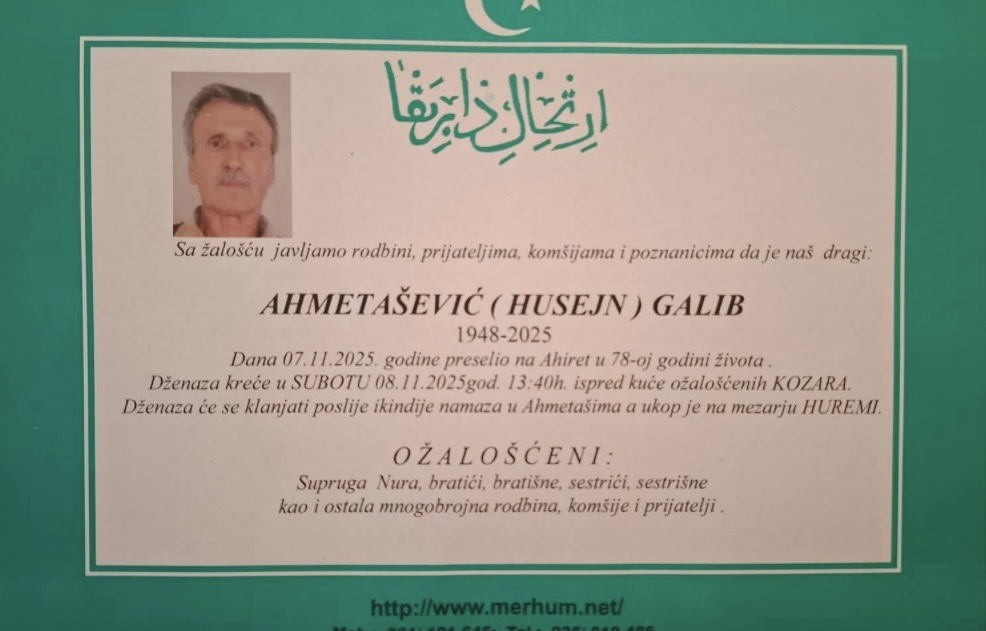 ارتحال دار بقا
Sa žalošću javljamo rodbini, prijateljima, komšijama i poznanicima da je naš dragi:
AHMETAŠEVIĆ ( HUSEJN ) GALIB
1948-2025
Dana 07.11.2025. godine preselio na Ahiret u 78-oj godini života .
Dženaza kreće u SUBOTU 08.11.2025god. 13:40h. ispred kuće ožalošćenih KOZARA.
Dženaza će se klanjati poslije ikindije namaza u Ahmetašima a ukop je na mezarju HUREMI.
OŽALOŠĆENI:
Supruga Nura, bratići, bratišne, sestrići, sestrišne
kao i ostala mnogobrojna rodbina, komšije i prijatelji .
http://www.merhum.net/